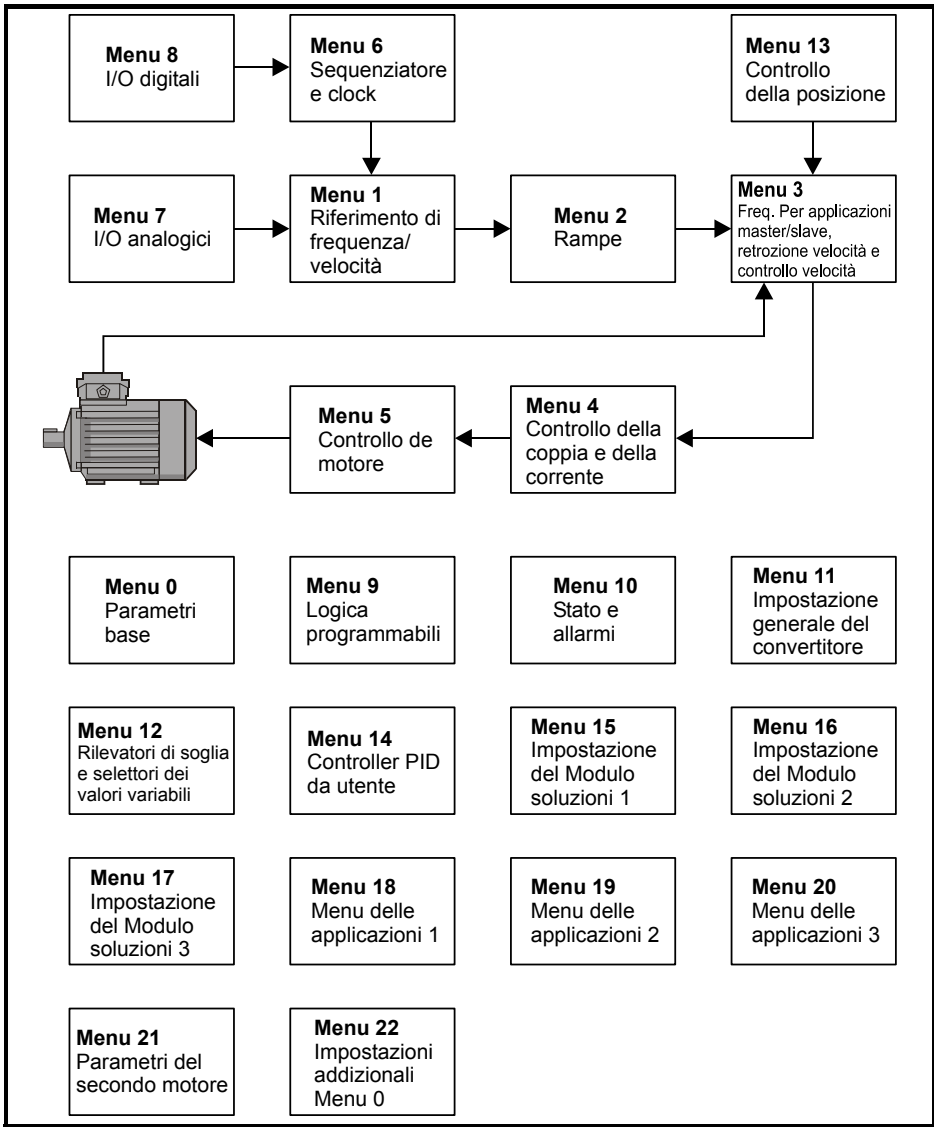 Menu 8
I/O digitali
Menu 6
Sequenziatore
e clock
Menu 13
Controllo
della posizione
Menu 7
I/O analogici
Menu 1
Riferimento di
frequenza/
velocità
Menu 2
Rampe
Menu 3
Freq. Per applicazioni
master/slave,
retrozione velocità e
controllo velocità
Menu 5
Controllo de
motore
Menu 4
Controllo della
coppia e della
corrente
Menu 0
Parametri
base
Menu 9
Logica
programmabili
Menu 10
Stato e
allarmi
Menu 11
Impostazione
generale del
convertitore
Menu 12
Rilevatori di soglia
e selettori dei
valori variabili
Menu 14
Controller PID
da utente
Menu 15
Impostazione
del Modulo
soluzioni 1
Menu 16
Impostazione
del Modulo
soluzioni 2
Menu 17
Impostazione
del Modulo
soluzioni 3
Menu 18
Menu delle
applicazioni 1
Menu 19
Menu delle
applicazioni 2
Menu 20
Menu delle
applicazioni 3
Menu 21
Parametri del
secondo motore
Menu 22
Impostazioni
addizionali
Menu 0